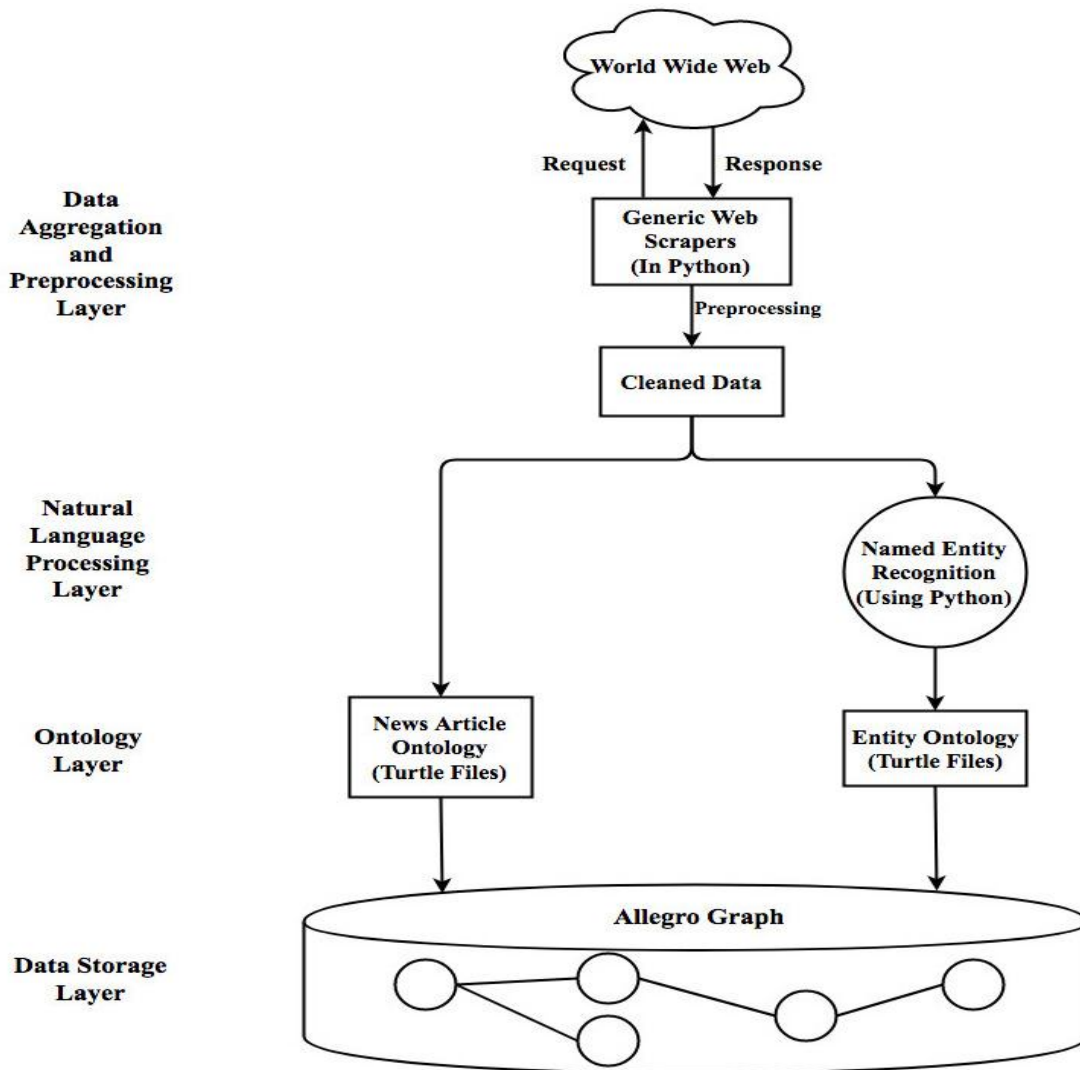 World Wide Web
Request
Response
Data
Aggregation
and
Preprocessing
Layer
Generic Web
Scrapers
(In Python)
Preprocessing
Cleaned Data
Natural
Language
Processing
Layer
Named Entity
Recognition
(Using Python)
Ontology
Layer
News Article
Ontology
(Turtle Files)
Entity Ontology
(Turtle Files)
Allegro Graph
Data Storage
Layer